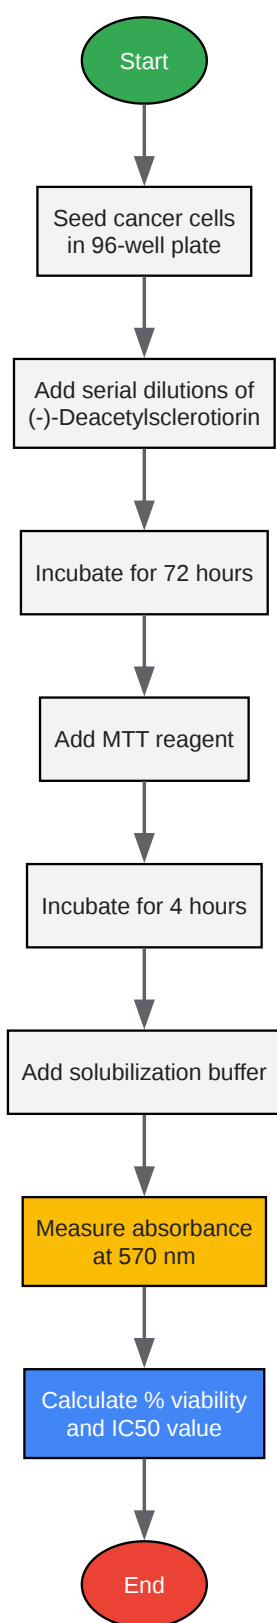 Start
Seed cancer cells
in 96-well plate
Add serial dilutions of
(-)-Deacetylsclerotiorin
Incubate for 72 hours
Add MTT reagent
Incubate for 4 hours
Add solubilization buffer
Measure absorbance
at 570 nm
Calculate % viability
and IC50 value
End